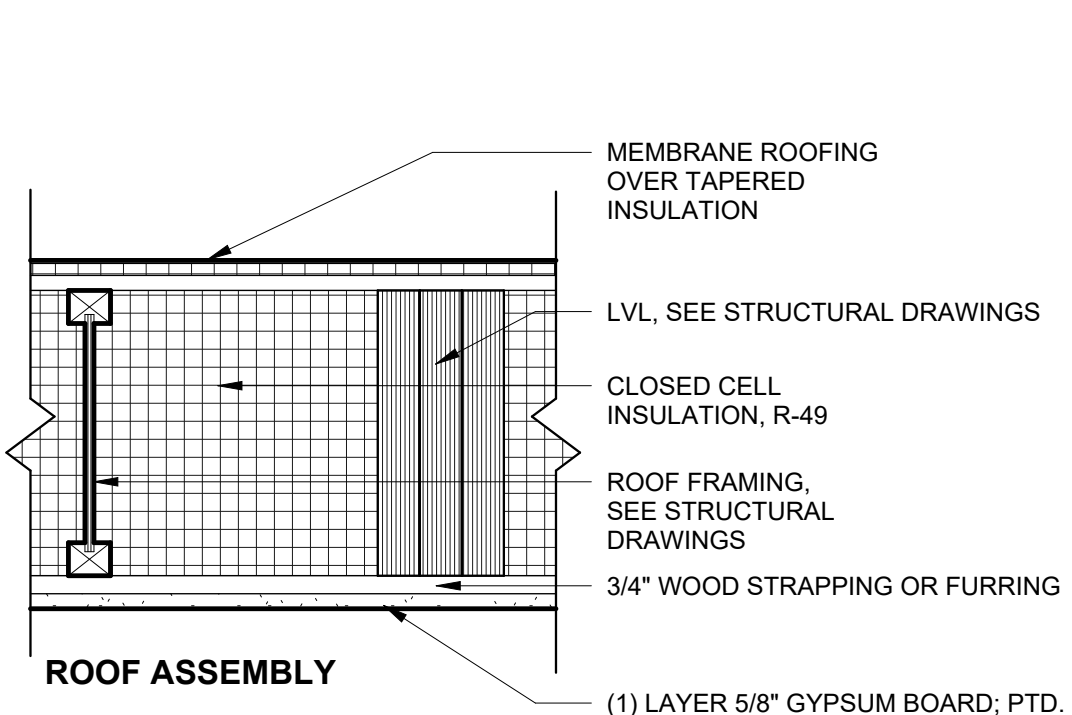 MEMBRANE ROOFING
OVER TAPERED
INSULATION
LVL, SEE STRUCTURAL DRAWINGS
CLOSED CELL
INSULATION, R-49
ROOF FRAMING,
SEE STRUCTURAL
DRAWINGS
3/4" WOOD STRAPPING OR FURRING
ROOF ASSEMBLY
(1) LAYER 5/8" GYPSUM BOARD; PTD.